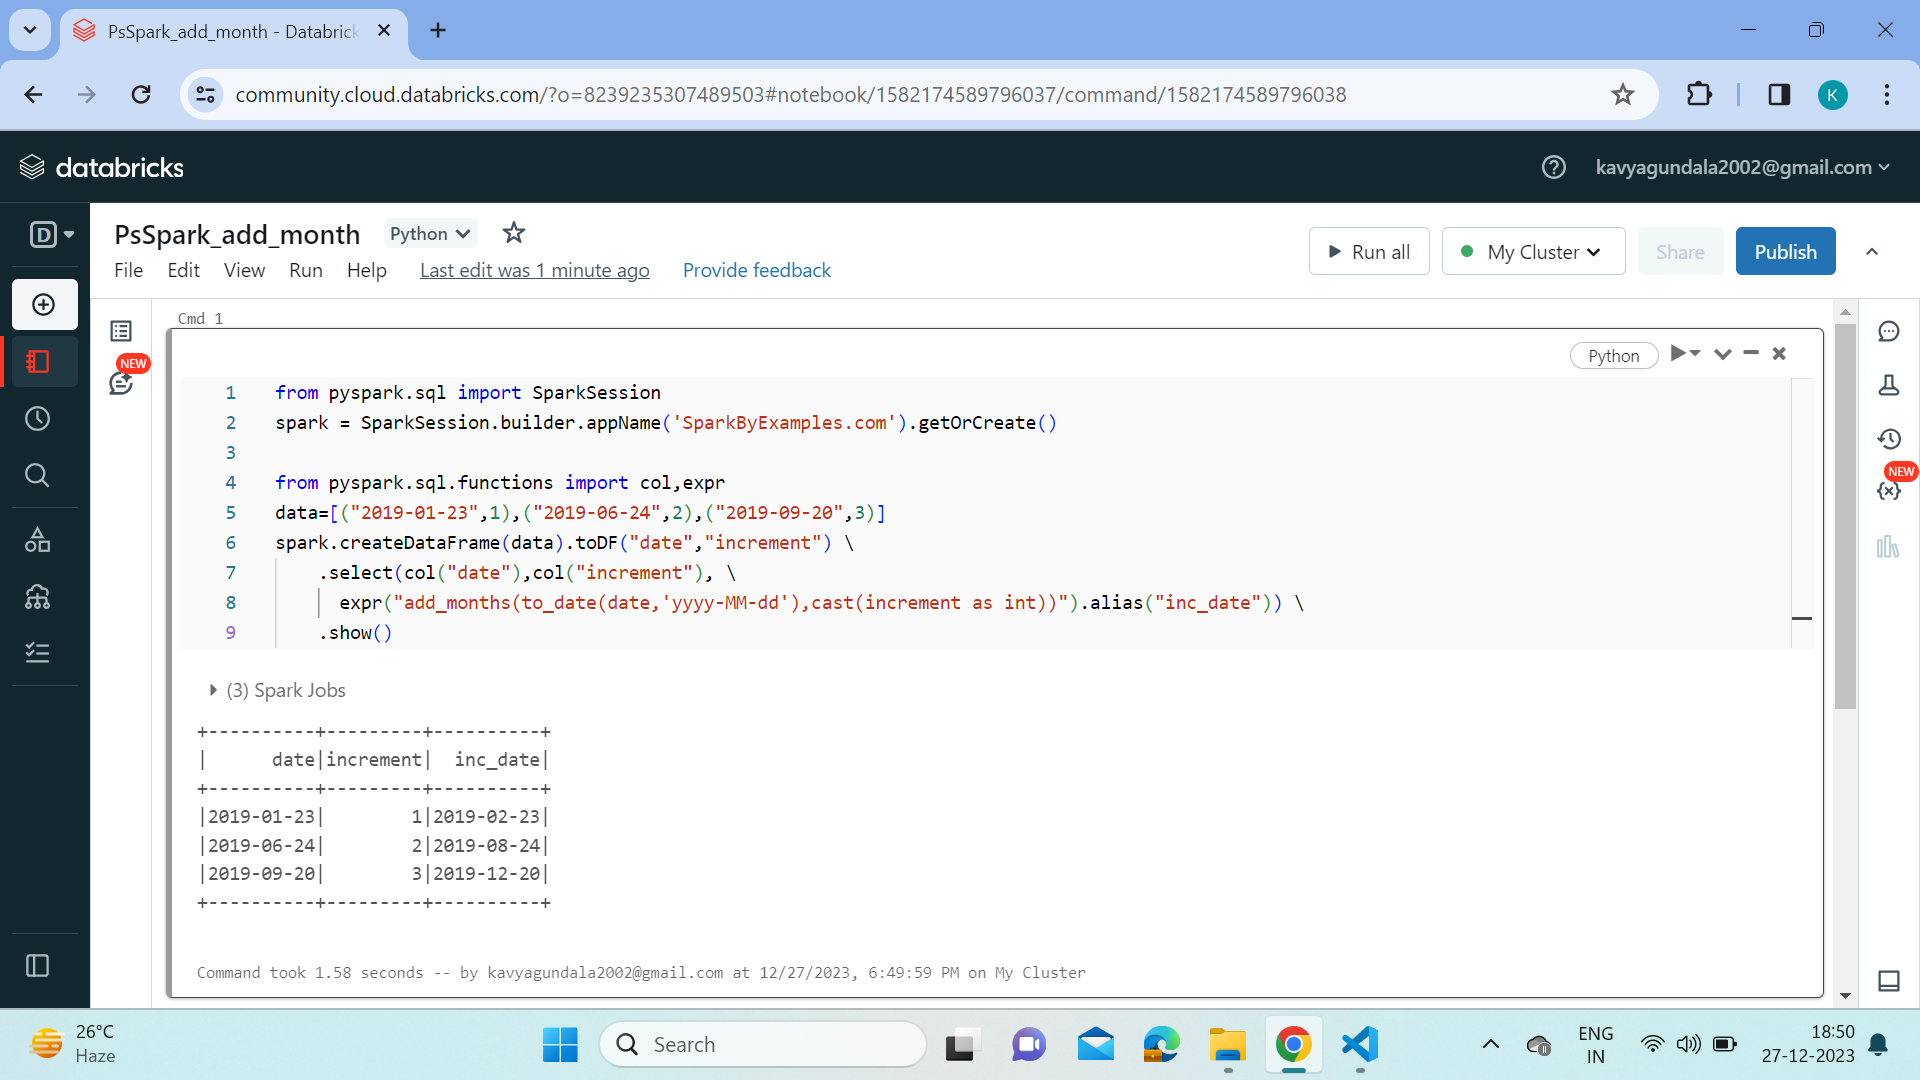 PsSpark_add_month - Databrick
community.cloud.databricks.com/?o=8239235307489503#notebook/1582174589796037/command/1582174589796038
K
databricks
kavyagundala2002@gmail.com
D
PsSpark_add_month
Python
File Edit View Run Help Last edit was 1 minute ago Provide feedback
Run all
My Cluster
Share
Publish
NEW
NEW
Cmd 1
Python
1 from pyspark.sql import SparkSession
2 spark = SparkSession.builder.appName('SparkByExamples.com').getOrCreate()
3
4 from pyspark.sql.functions import col,expr
5 data=[("2019-01-23",1),("2019-06-24",2),("2019-09-20",3)]
6 spark.createDataFrame(data).toDF("date","increment") \
7     .select(col("date"),col("increment"), \
8       expr("add_months(to_date(date,'yyyy-MM-dd'),cast(increment as int))").alias("inc_date")) \
9     .show()
(3) Spark Jobs
+----------+---------+----------+
|      date|increment|  inc_date|
+----------+---------+----------+
|2019-01-23|        1|2019-02-23|
|2019-06-24|        2|2019-08-24|
|2019-09-20|        3|2019-12-20|
+----------+---------+----------+
Command took 1.58 seconds -- by kavyagundala2002@gmail.com at 12/27/2023, 6:49:59 PM on My Cluster
26°C
Haze
Search
ENG
IN
18:50
27-12-2023